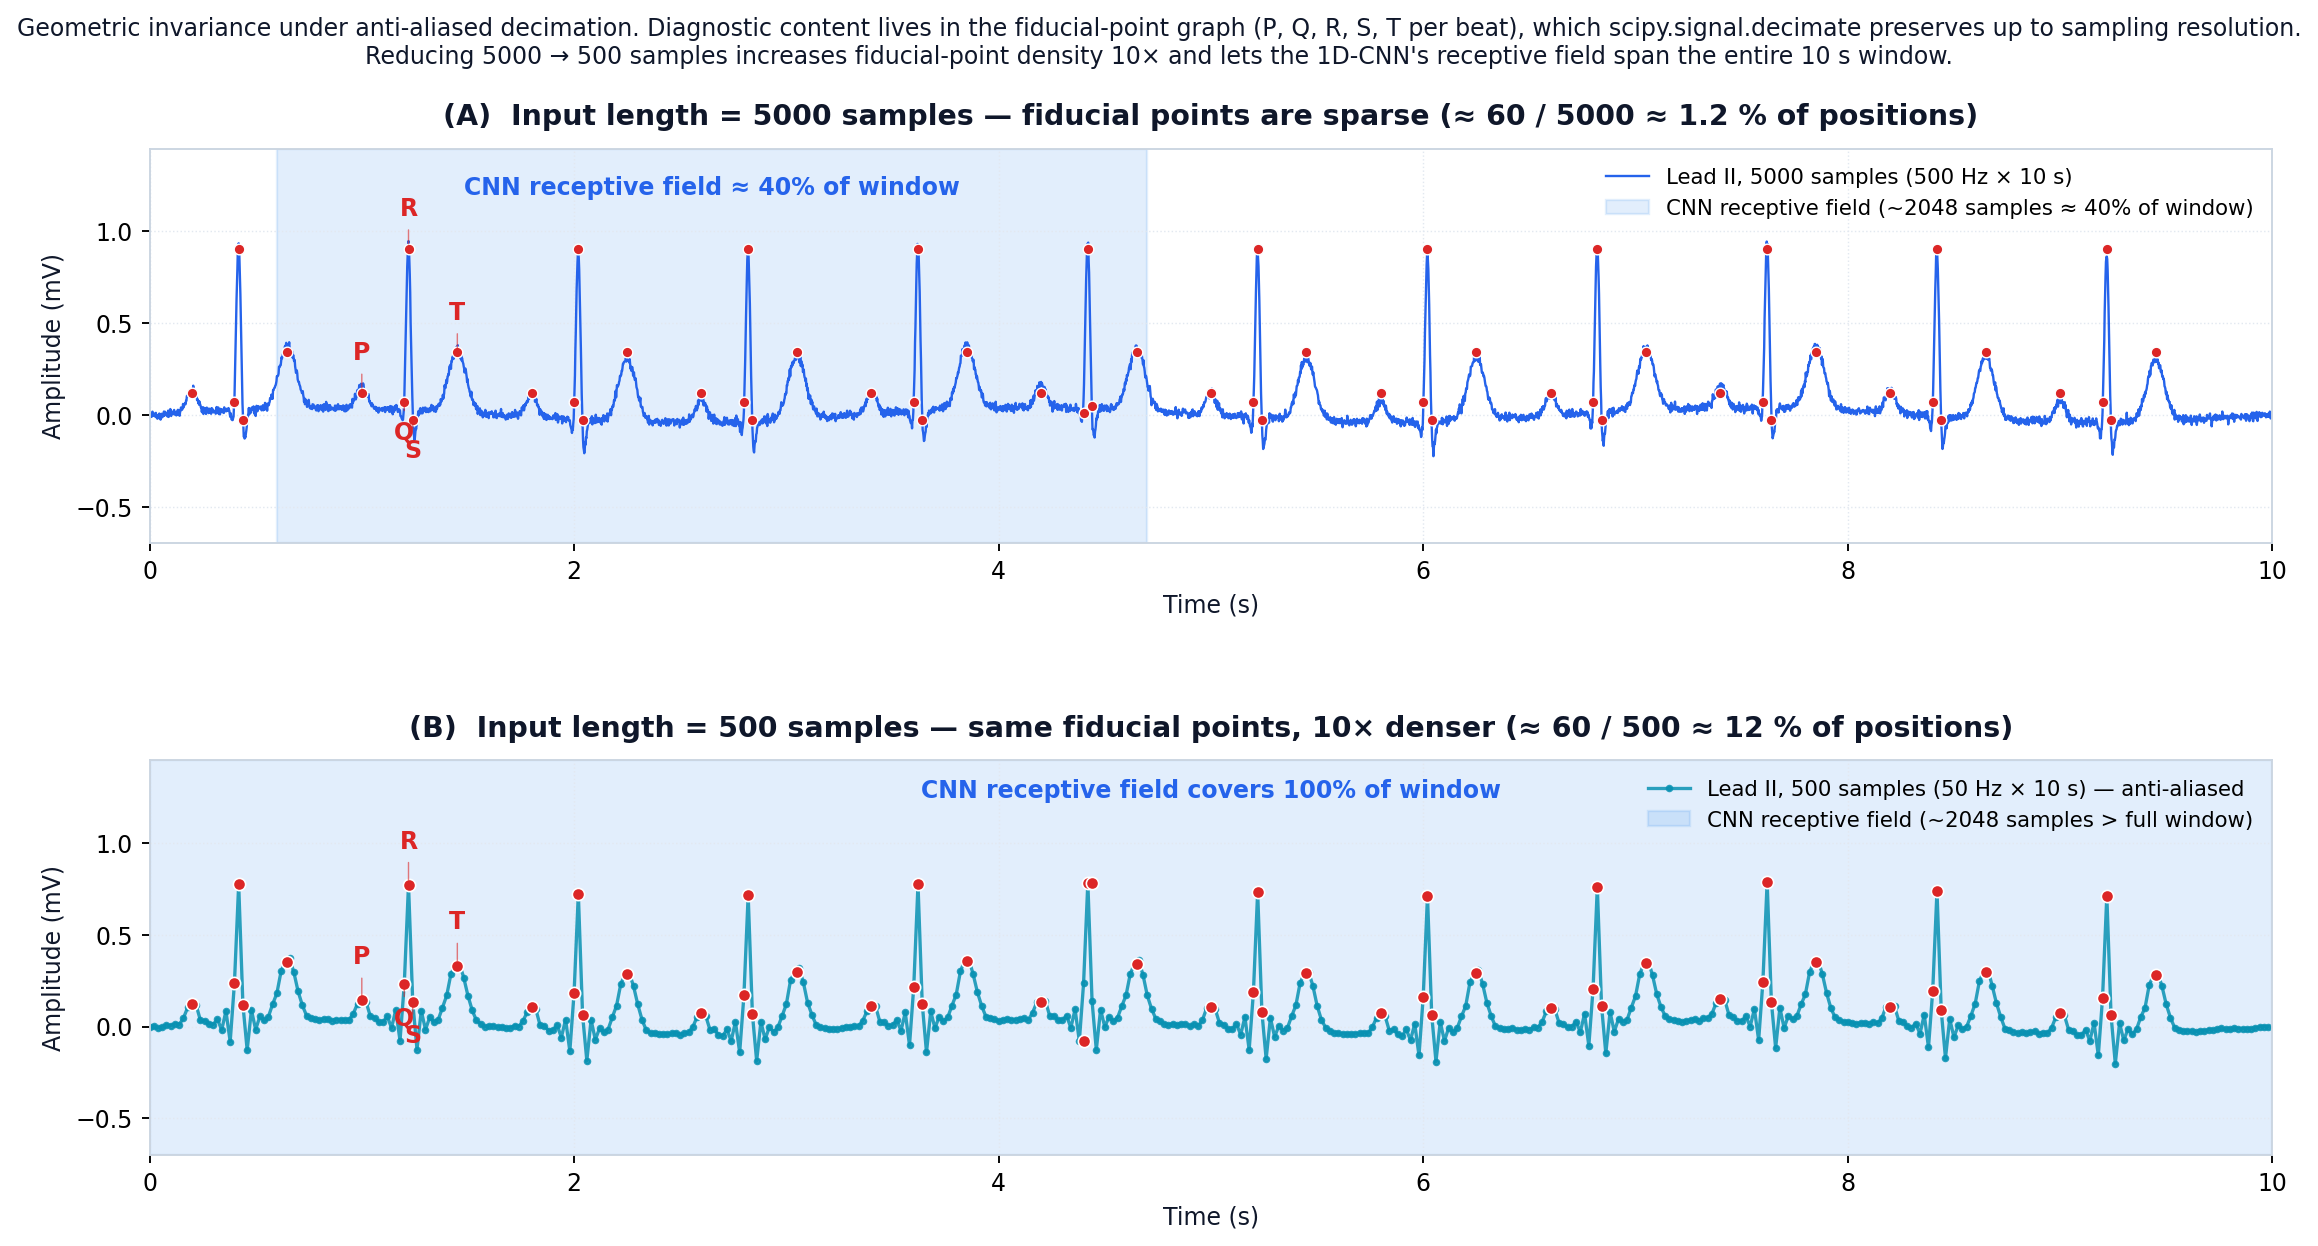 Geometric invariance under anti-aliased decimation. Diagnostic content lives in the fiducial-point graph (P, Q, R, S, T per beat), which scipy.signal.decimate preserves up to sampling resolution.
Reducing 5000 → 500 samples increases fiducial-point density 10× and lets the 1D-CNN's receptive field span the entire 10 s window.
(A)  Input length = 5000 samples — fiducial points are sparse (≈ 60 / 5000 ≈ 1.2 % of positions)
CNN receptive field ≈ 40% of window
Lead II, 5000 samples (500 Hz × 10 s)
CNN receptive field (~2048 samples ≈ 40% of window)
R
T
P
Q
S
1.0
0.5
0.0
−0.5
Amplitude (mV)
0 2 4 6 8 10
Time (s)
(B)  Input length = 500 samples — same fiducial points, 10× denser (≈ 60 / 500 ≈ 12 % of positions)
CNN receptive field covers 100% of window
Lead II, 500 samples (50 Hz × 10 s) — anti-aliased
CNN receptive field (~2048 samples > full window)
R
T
P
Q
S
1.0
0.5
0.0
−0.5
Amplitude (mV)
0 2 4 6 8 10
Time (s)